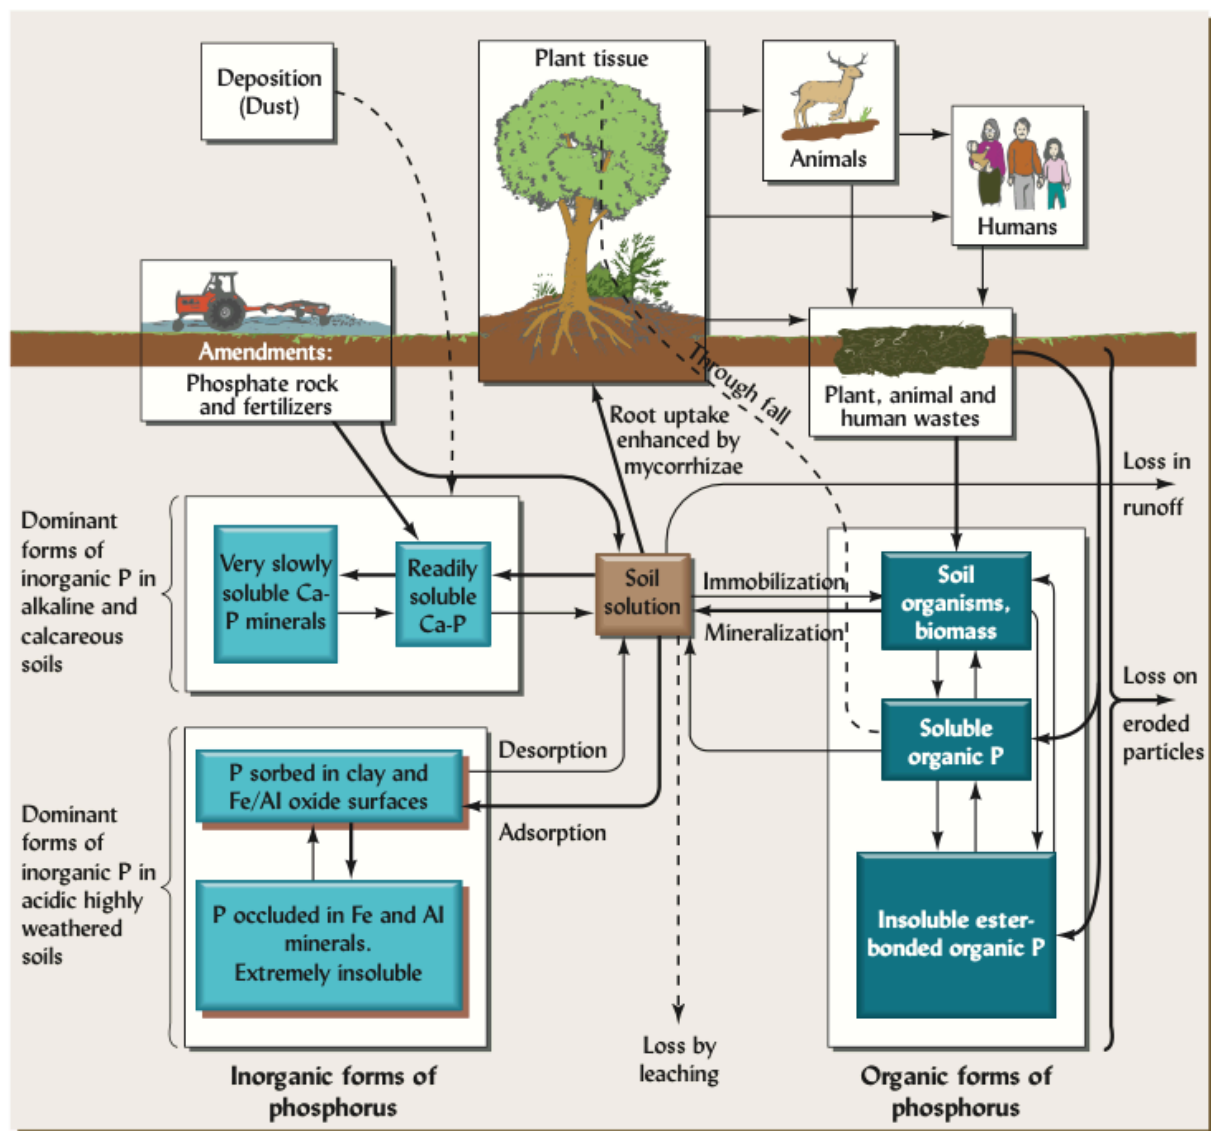 Deposition
(Dust)
Plant tissue
Animals
Humans
Amendments:
Phosphate rock
and fertilizers
Through fall
Plant, animal and
human wastes
Root uptake
enhanced by
mycorrhizae
Loss in
runoff
Dominant
forms of
inorganic P in
alkaline and
calcareous
soils
Very slowly
soluble Ca-
P minerals
Readily
soluble
Ca-P
Soil
solution
Immobilization
Mineralization
Soil
organisms,
biomass
Loss on
eroded
particles
Soluble
organic P
Desorption
Adsorption
P sorbed in clay and
Fe/Al oxide surfaces
Dominant
forms of
inorganic P in
acidic highly
weathered
soils
P occluded in Fe and Al
minerals.
Extremely insoluble
Insoluble ester-
bonded organic P
Loss by
leaching
Inorganic forms of
phosphorus
Organic forms of
phosphorus